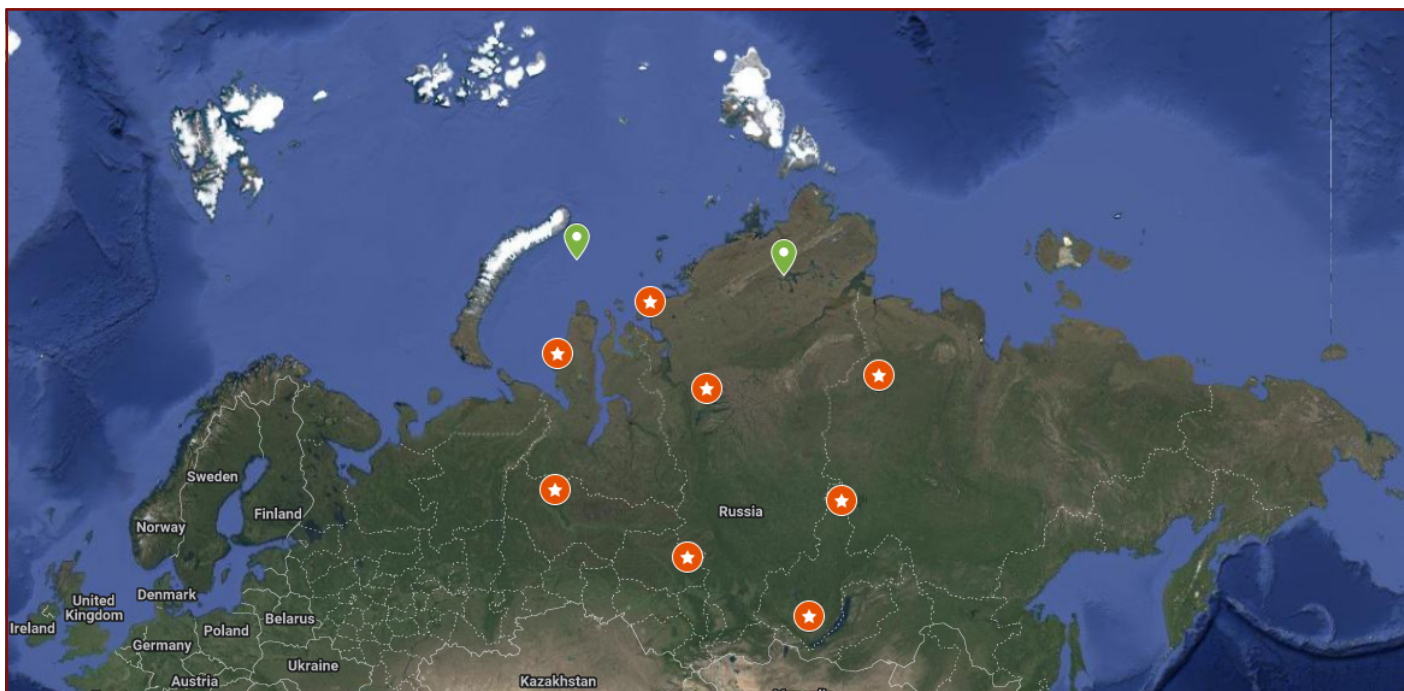 Sweden
Finland
Norway
Russia
Denmark
United
Kingdom
Ireland
Poland
Belarus
Germany
Ukraine
Austria
Kazakhstan